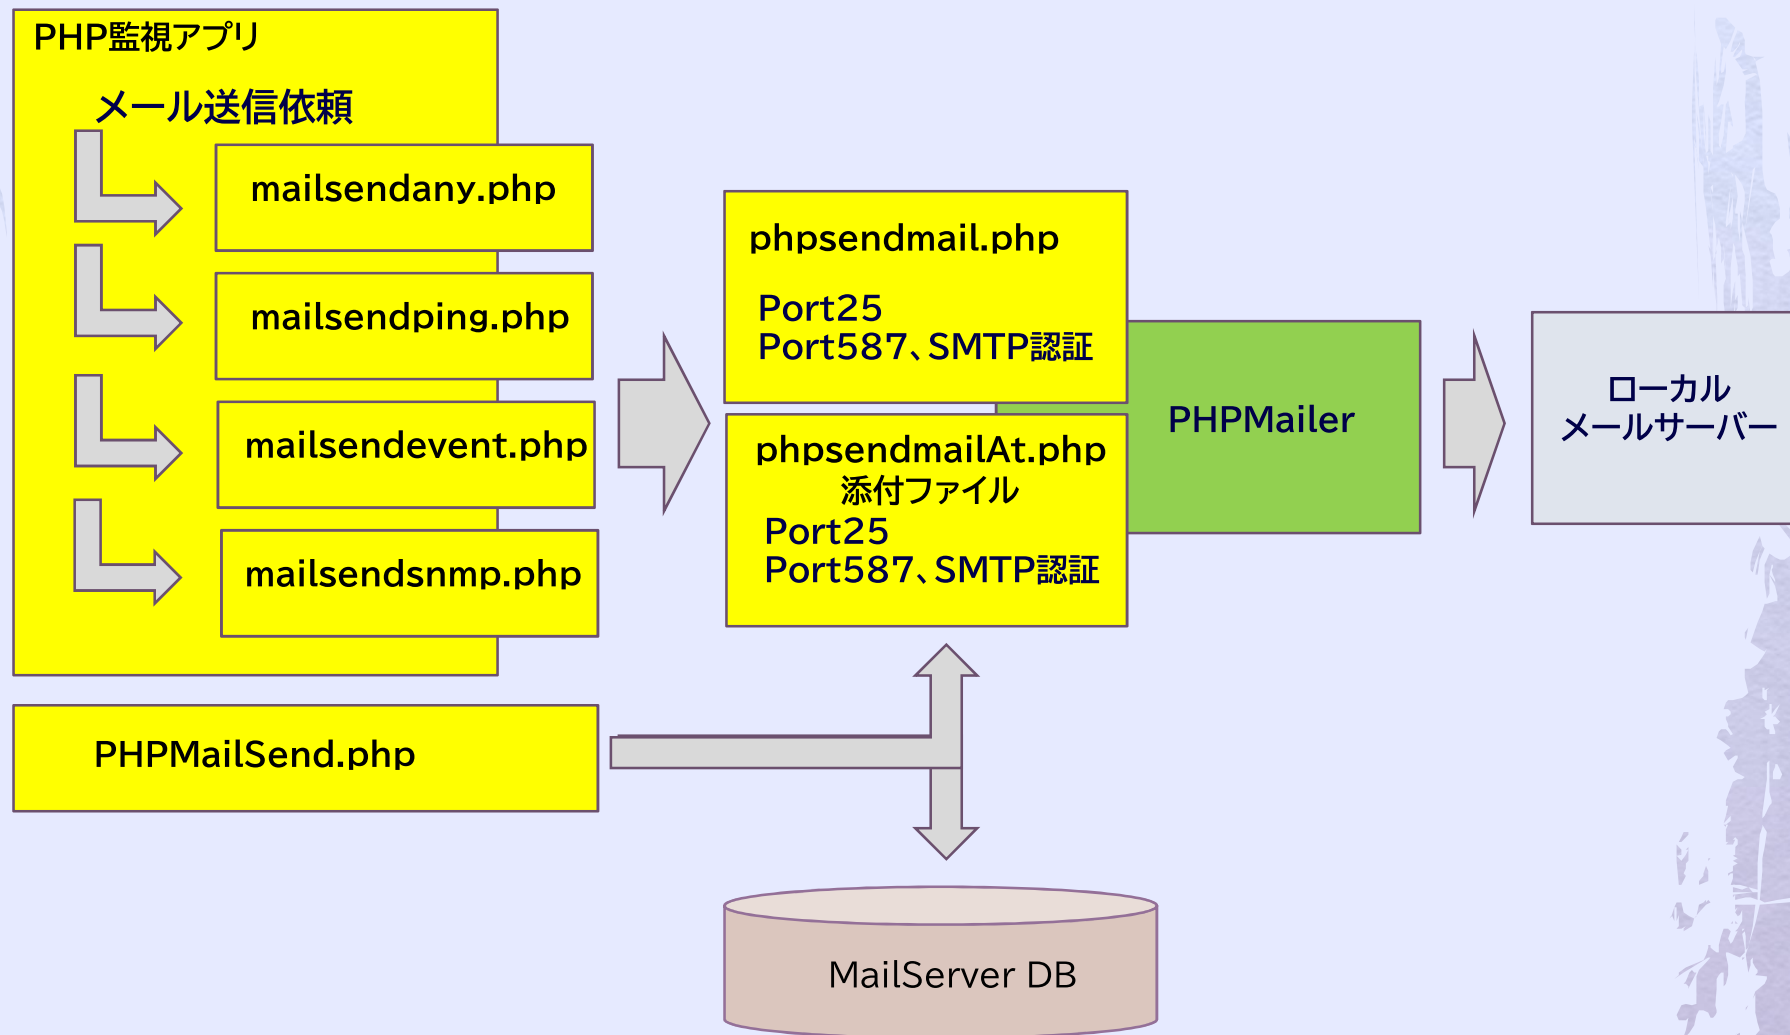 PHP監視アプリ
メール送信依頼
mailsendany.php
mailsendping.php
mailsendevent.php
mailsendsnmp.php
PHPMailSend.php
phpsendmail.php
Port25
Port587、SMTP認証
phpsendmailAt.php
添付ファイル
Port25
Port587、SMTP認証
PHPMailer
ローカル
メールサーバー
MailServer DB